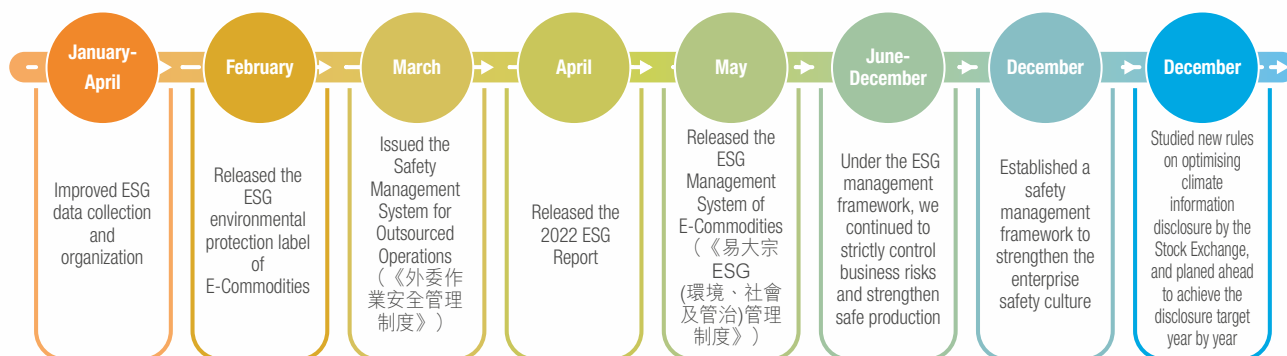 January-
April
Improved ESG
data collection
and
organization
February
Released the
ESG
environmental
protection label
of
E-Commodities
March
Issued the
Safety
Management
System for
Outsourced
Operations
（《外委作
業安全管理
制度》）
April
Released the
2022 ESG
Report
May
Released the
ESG
Management
System of
E-Commodities
（《易大宗
ESG
(環境、社會
及管治)管理
制度》）
June-
December
Under the ESG
management
framework, we
continued to
strictly control
business risks
and strengthen
safe production
December
Established a
safety
management
framework to
strengthen the
enterprise
safety culture
December
Studied new rules
on optimising
climate
information
disclosure by the
Stock Exchange,
and planed ahead
to achieve the
disclosure target
year by year